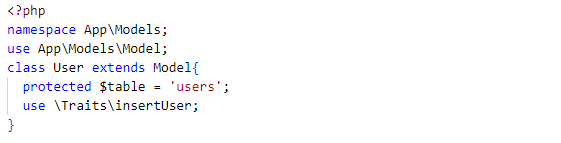 <?php
namespace App\Models;
use App\Models\Model;
class User extends Model{
  protected $table = 'users';
  use \Traits\insertUser;
}